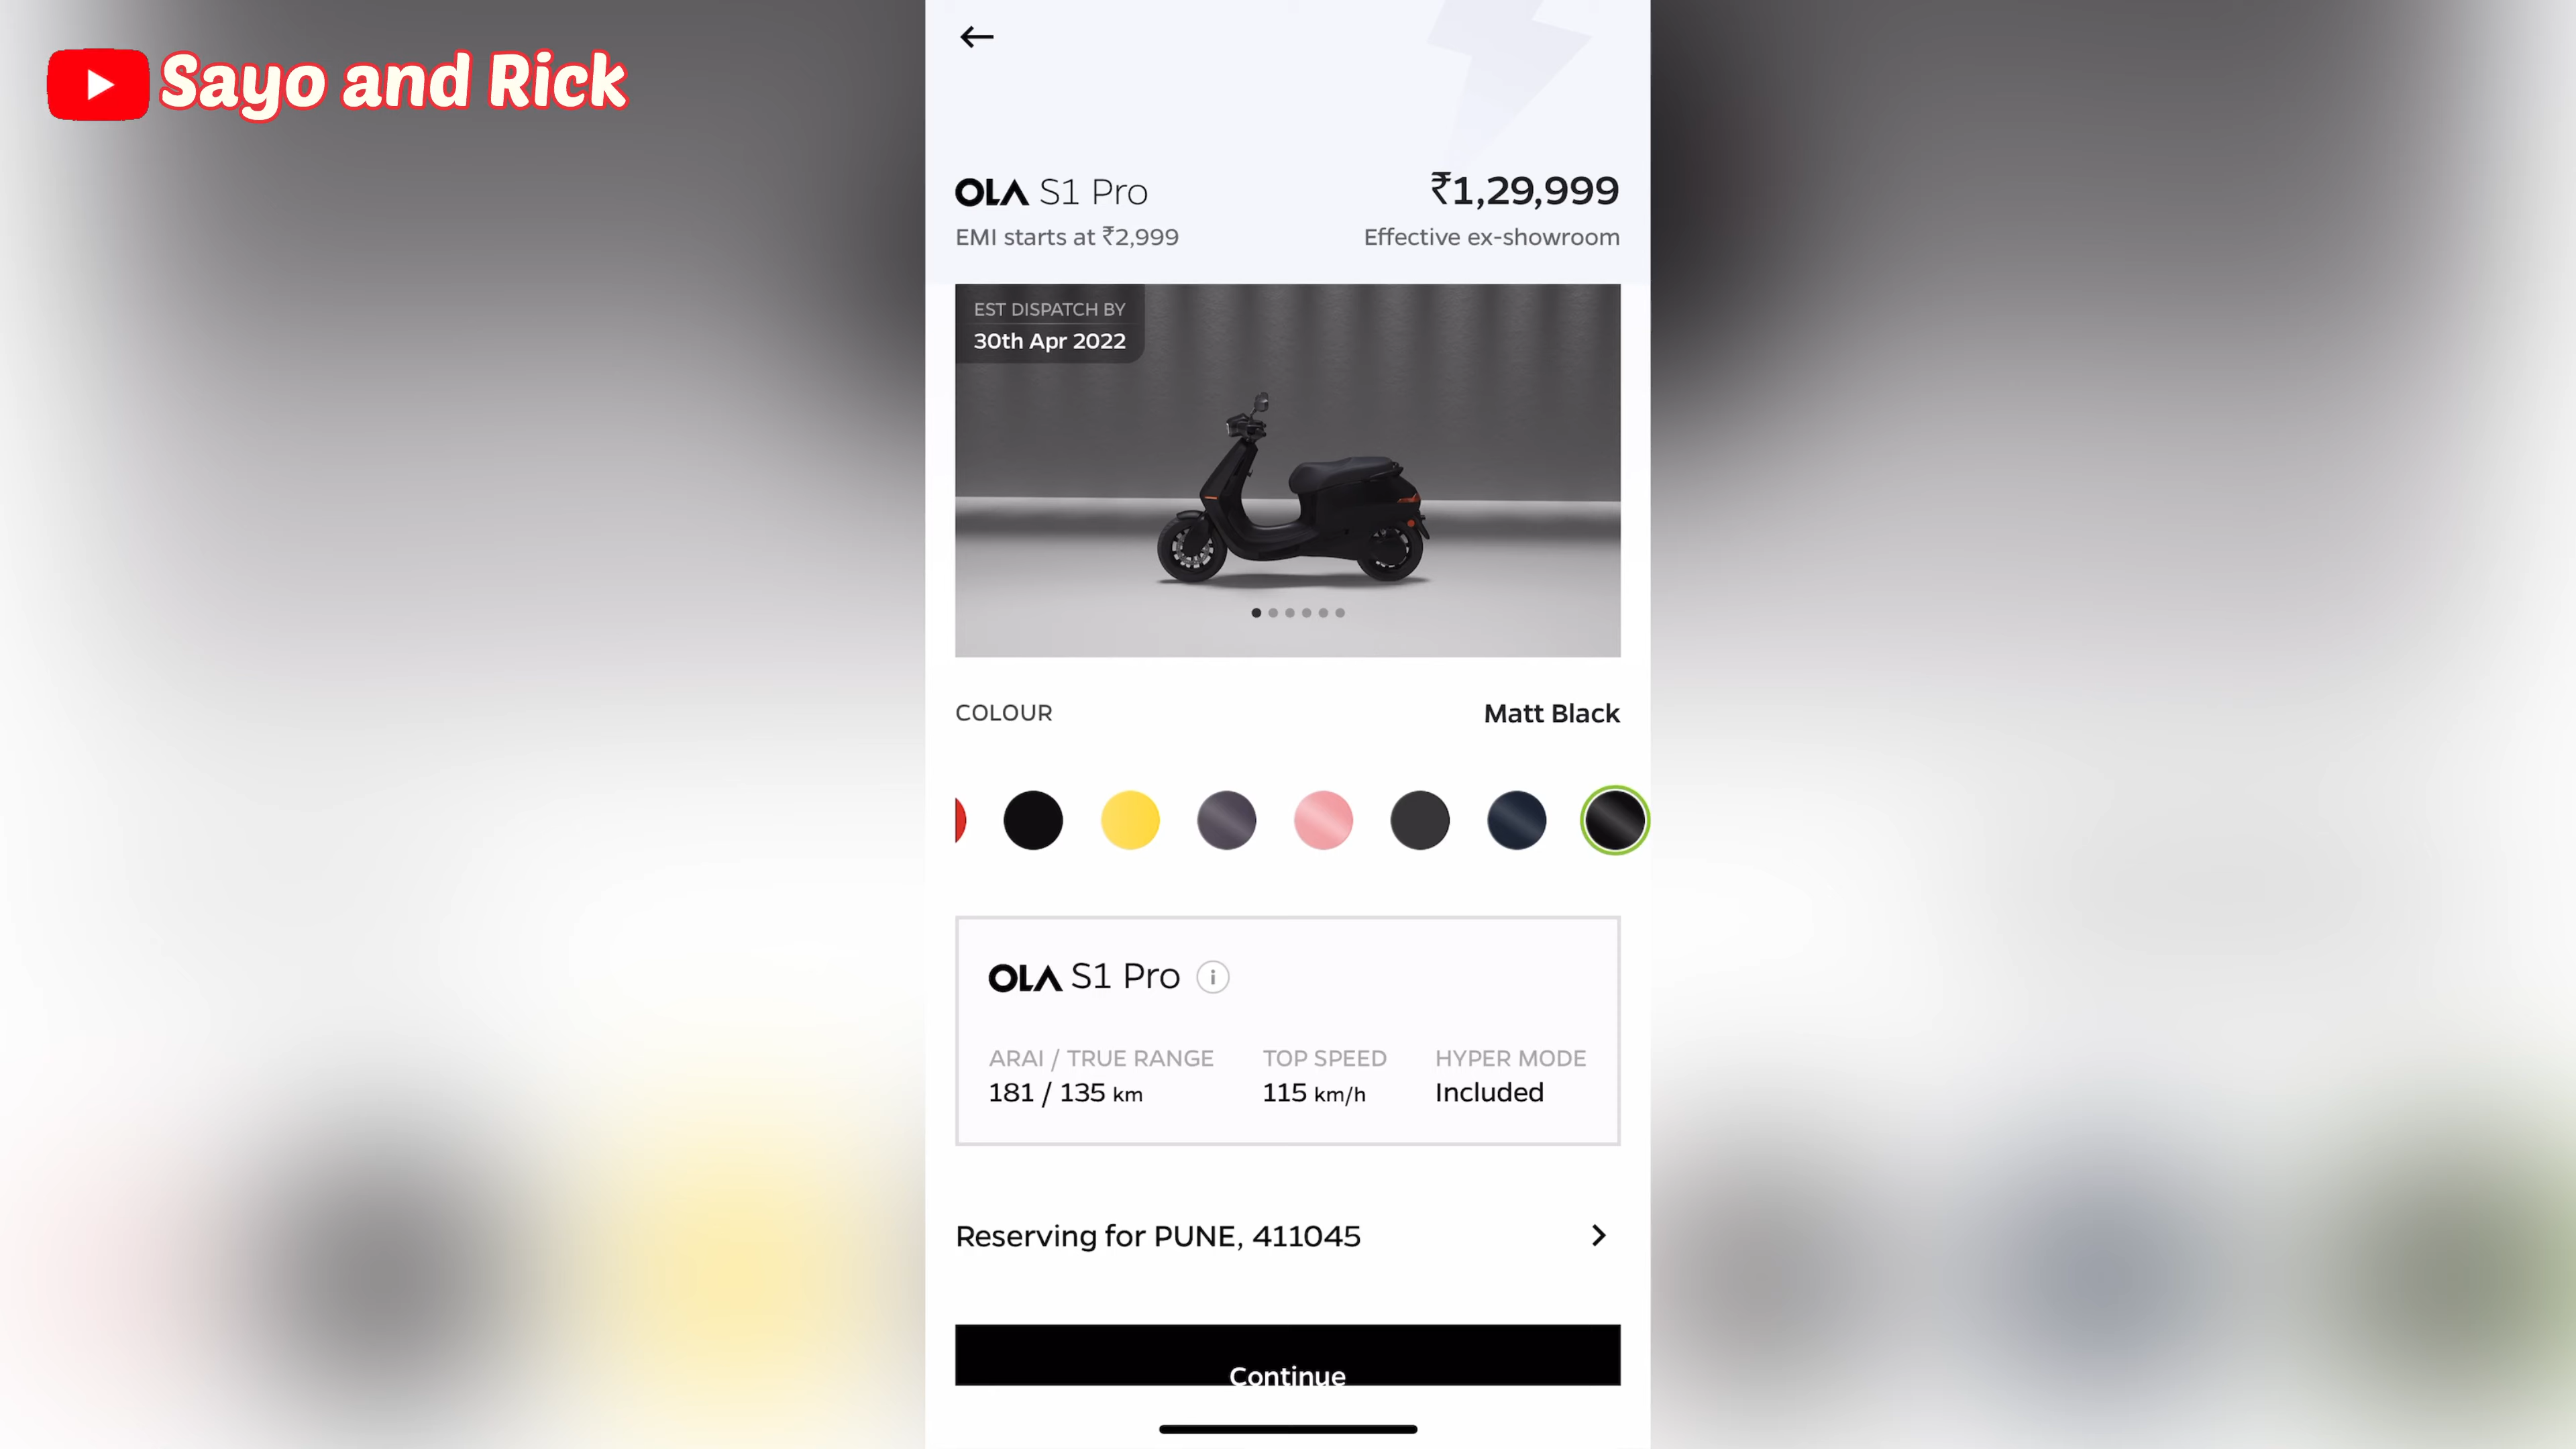 Sayo and Rick
OLA S1 Pro
₹1,29,999
EMI starts at ₹2,999
Effective ex-showroom
EST DISPATCH BY
30th Apr 2022
COLOUR
Matt Black
OLA S1 Pro
i
ARAI / TRUE RANGE
TOP SPEED
HYPER MODE
181 / 135 km
115 km/h
Included
Reserving for PUNE, 411045
Continue